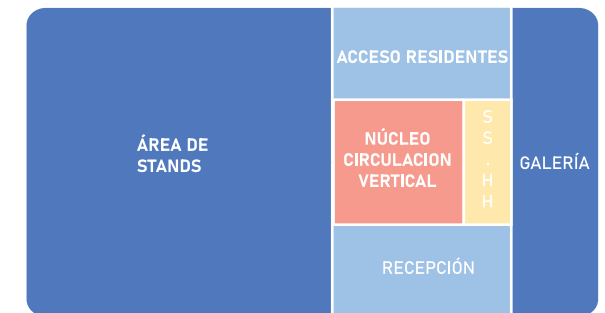 ACCESO RESIDENTES
ÁREA DE
STANDS
NÚCLEO
CIRCULACION
VERTICAL
S
S
.
H
H
GALERÍA
RECEPCIÓN